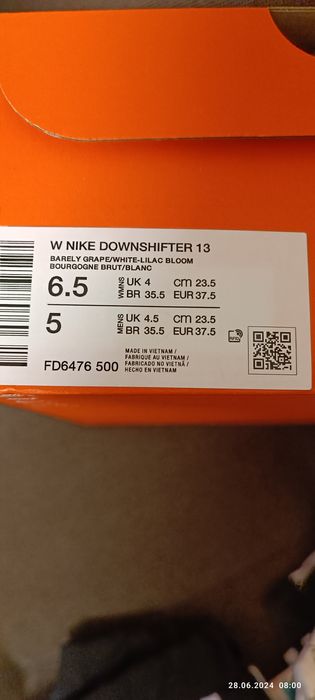 W NIKE DOWNSHIFTER 13
BARELY GRAPE/WHITE-LILAC BLOOM
BOURGOGNE BRUT/BLANC
6.5 WMNS UK 4 cm 23.5
BR 35.5 EUR 37.5
5 MENS UK 4.5 cm 23.5
BR 35.5 EUR 37.5
RFID
FD6476 500
MADE IN VIETNAM /
FABRIQUE AU VIETNAM /
FABRICADO NO VIETNÃ /
HECHO EN VIETNAM
28.06.2024 08:00